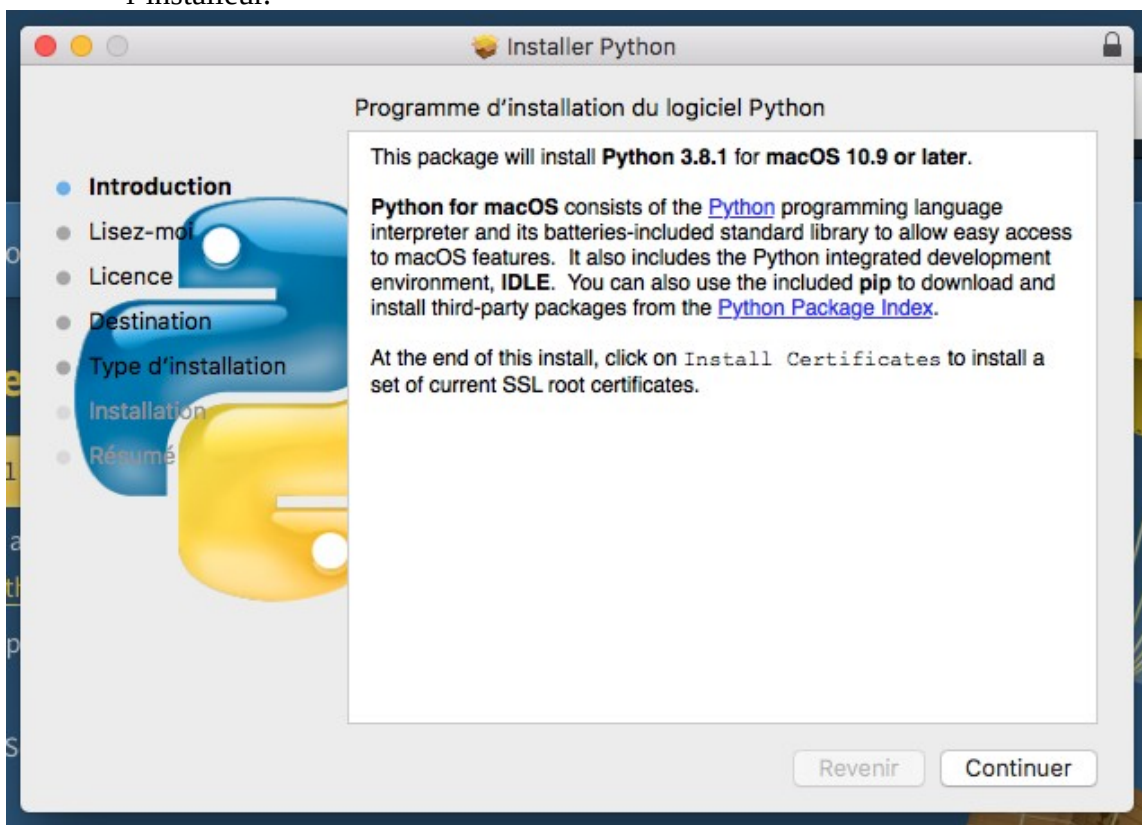 l'installeur.
Installer Python
Programme d'installation du logiciel Python
Introduction
Lisez-moi
Licence
Destination
Type d'installation
Installation
Résumé
This package will install Python 3.8.1 for macOS 10.9 or later.
Python for macOS consists of the Python programming language
interpreter and its batteries-included standard library to allow easy access
to macOS features. It also includes the Python integrated development
environment, IDLE. You can also use the included pip to download and
install third-party packages from the Python Package Index.
At the end of this install, click on Install Certificates to install a
set of current SSL root certificates.
Revenir
Continuer